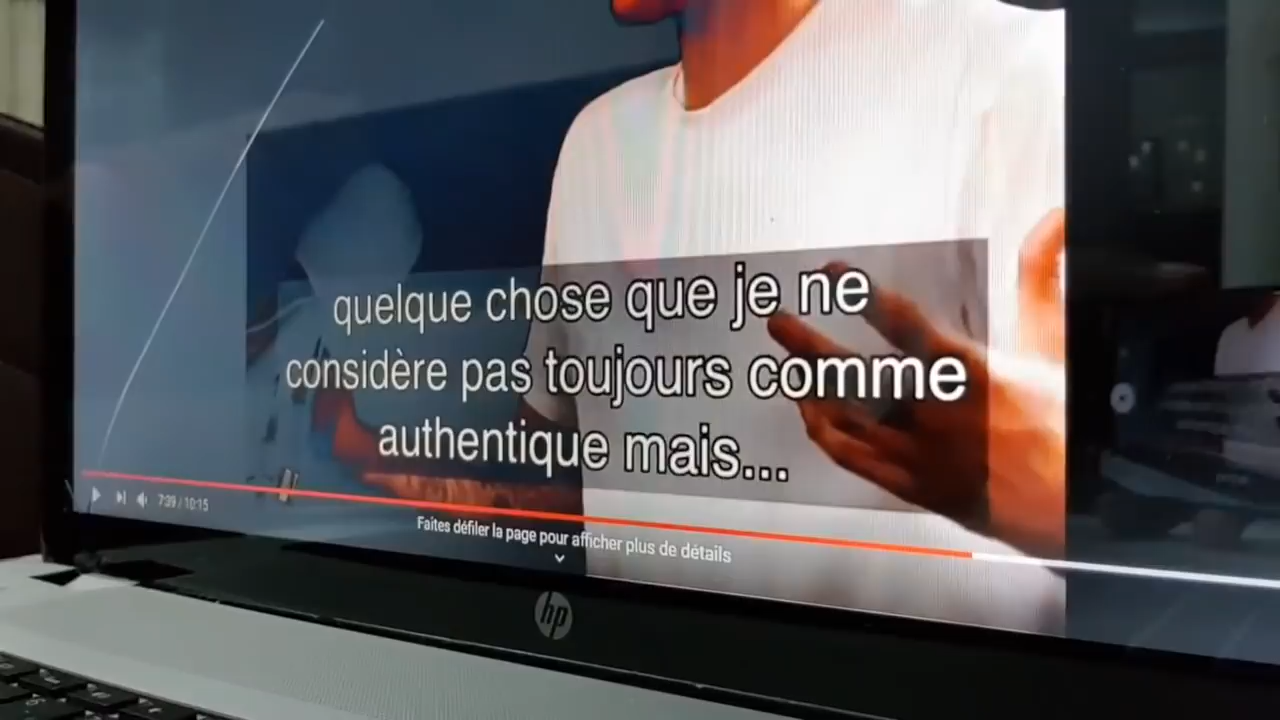 quelque chose que je ne
considère pas toujours comme
authentique mais...
7:39 / 10:15
Faites défiler la page pour afficher plus de détails
hp